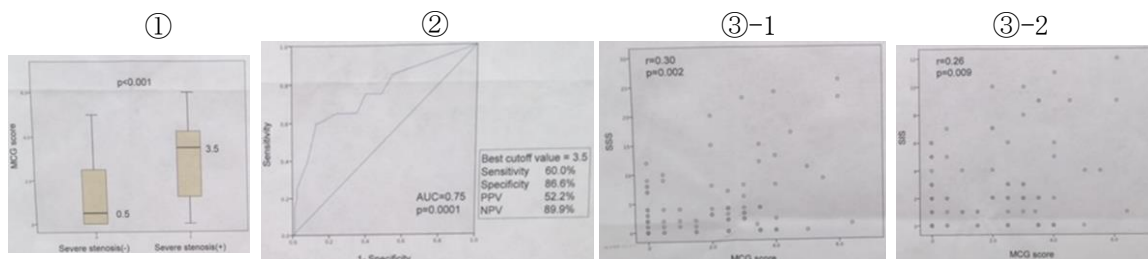 ①
②
③-1
③-2
p<0.001
MCG score
3.5
0.5
Severe stenosis(-)
Severe stenosis(+)
Sensitivity
1- Specificity
AUC=0.75
p=0.0001
Best cutoff value = 3.5
Sensitivity 60.0%
Specificity 86.6%
PPV 52.2%
NPV 89.9%
r=0.30
p=0.002
SSS
MCG score
r=0.26
p=0.009
SIS
MCG score